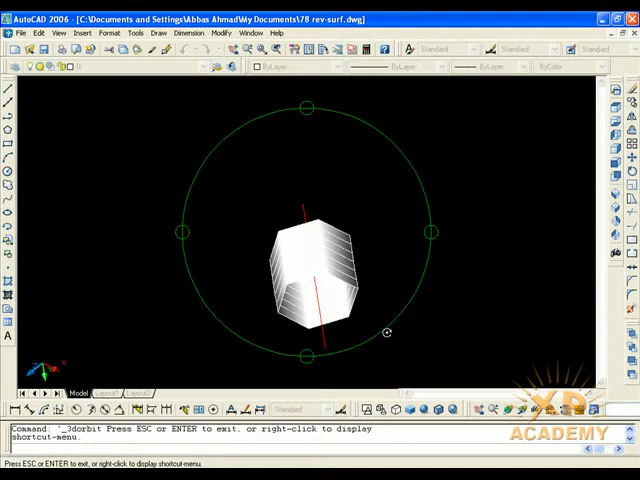 AutoCAD 2006 - [C:\Documents and Settings\Abbas Ahmad\My Documents\78 rev-surf.dwg]
File Edit View Insert Format Tools Draw Dimension Modify Window Help
Standard Standard Standard
0 ByLayer ByLayer ByLayer ByColor
Model Layout1 Layout2
Standard
Command: '_3dorbit Press ESC or ENTER to exit, or right-click to display
shortcut-menu.
Press ESC or ENTER to exit, or right-click to display shortcut-menu.
XP
ACADEMY